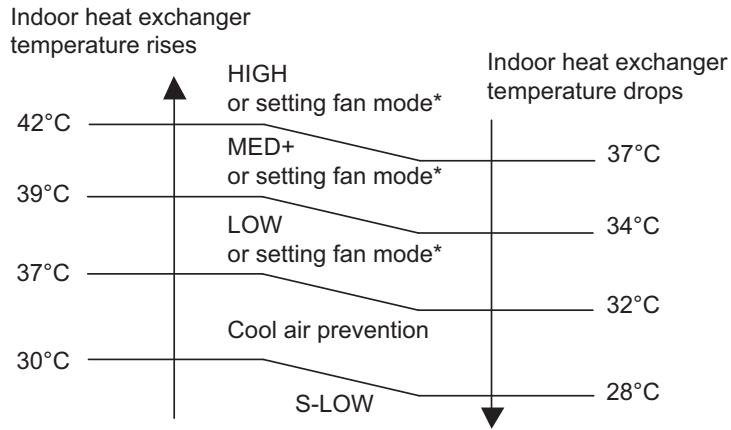 Indoor heat exchanger
temperature rises
Indoor heat exchanger
temperature drops
HIGH
or setting fan mode*
42°C
37°C
MED+
or setting fan mode*
39°C
34°C
LOW
or setting fan mode*
37°C
32°C
Cool air prevention
30°C
28°C
S-LOW